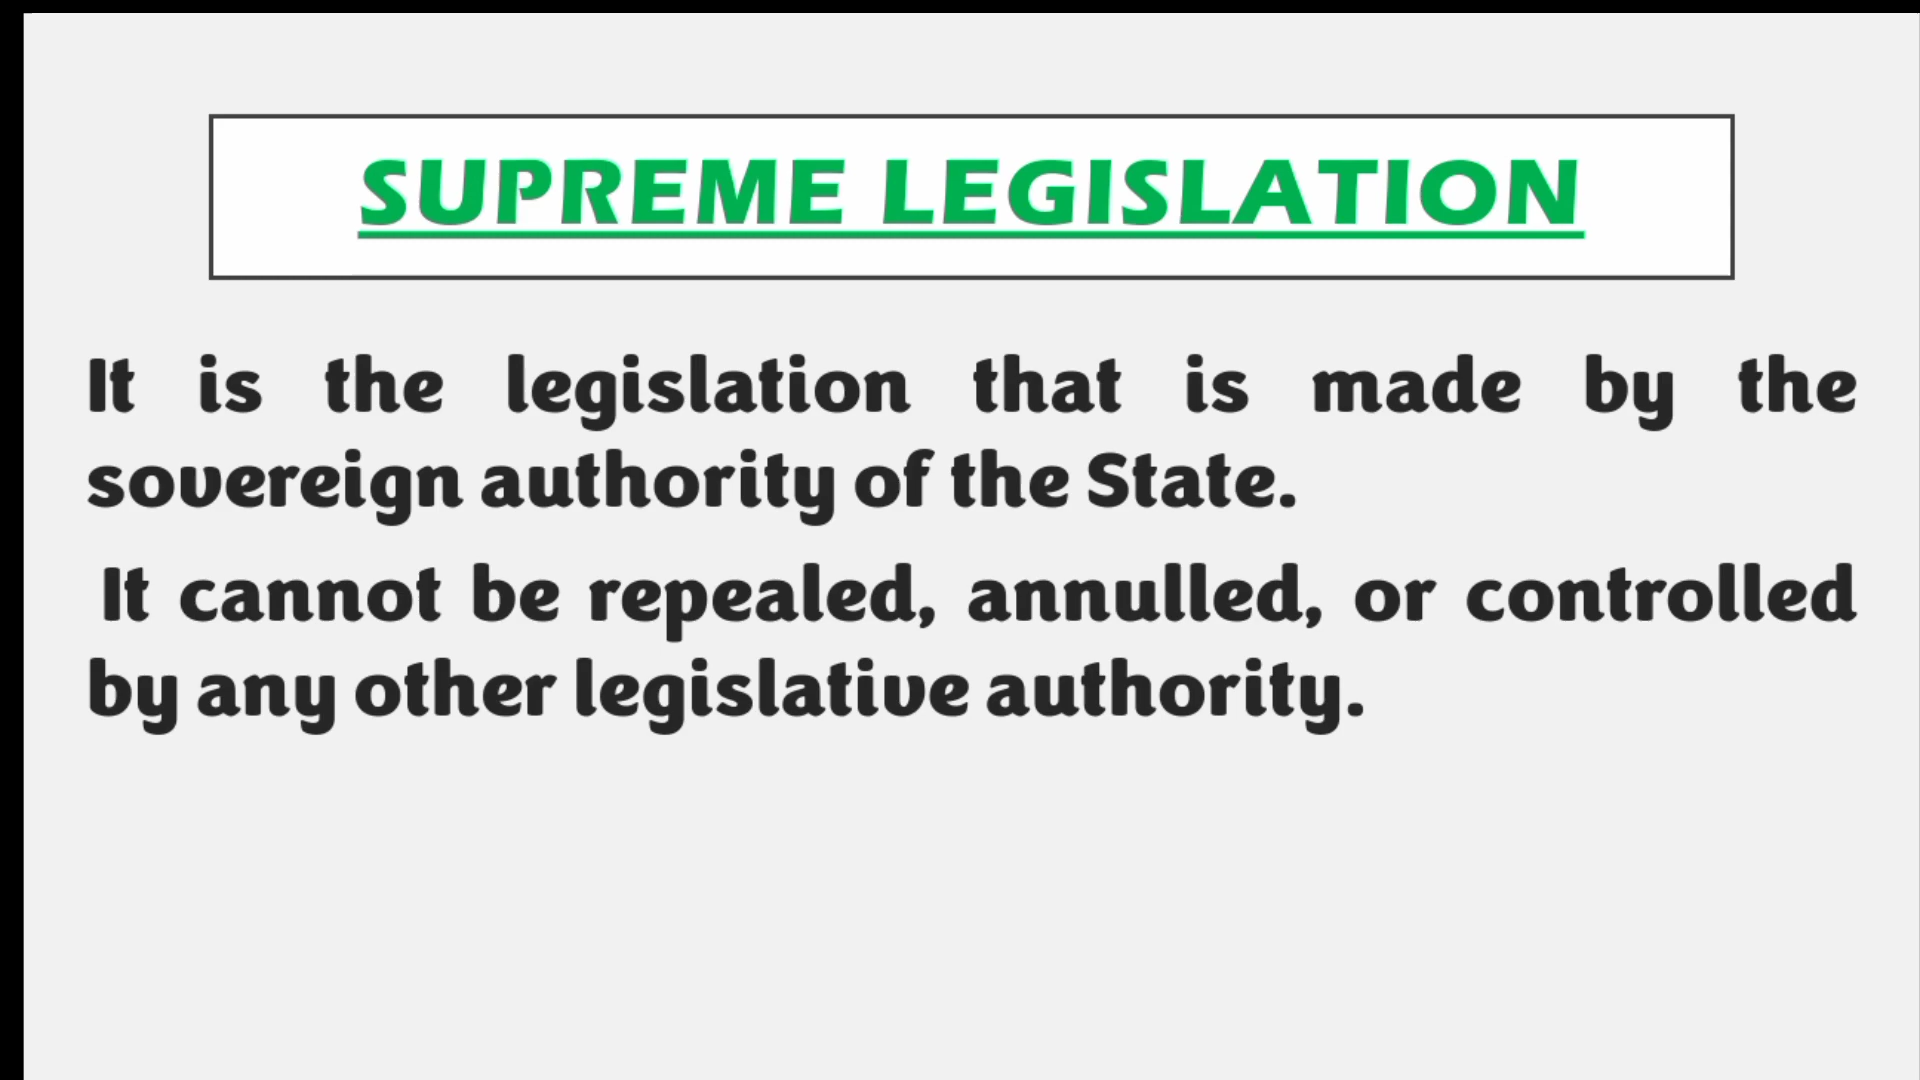 SUPREME LEGISLATION
It is the legislation that is made by the
sovereign authority of the State.
It cannot be repealed, annulled, or controlled
by any other legislative authority.